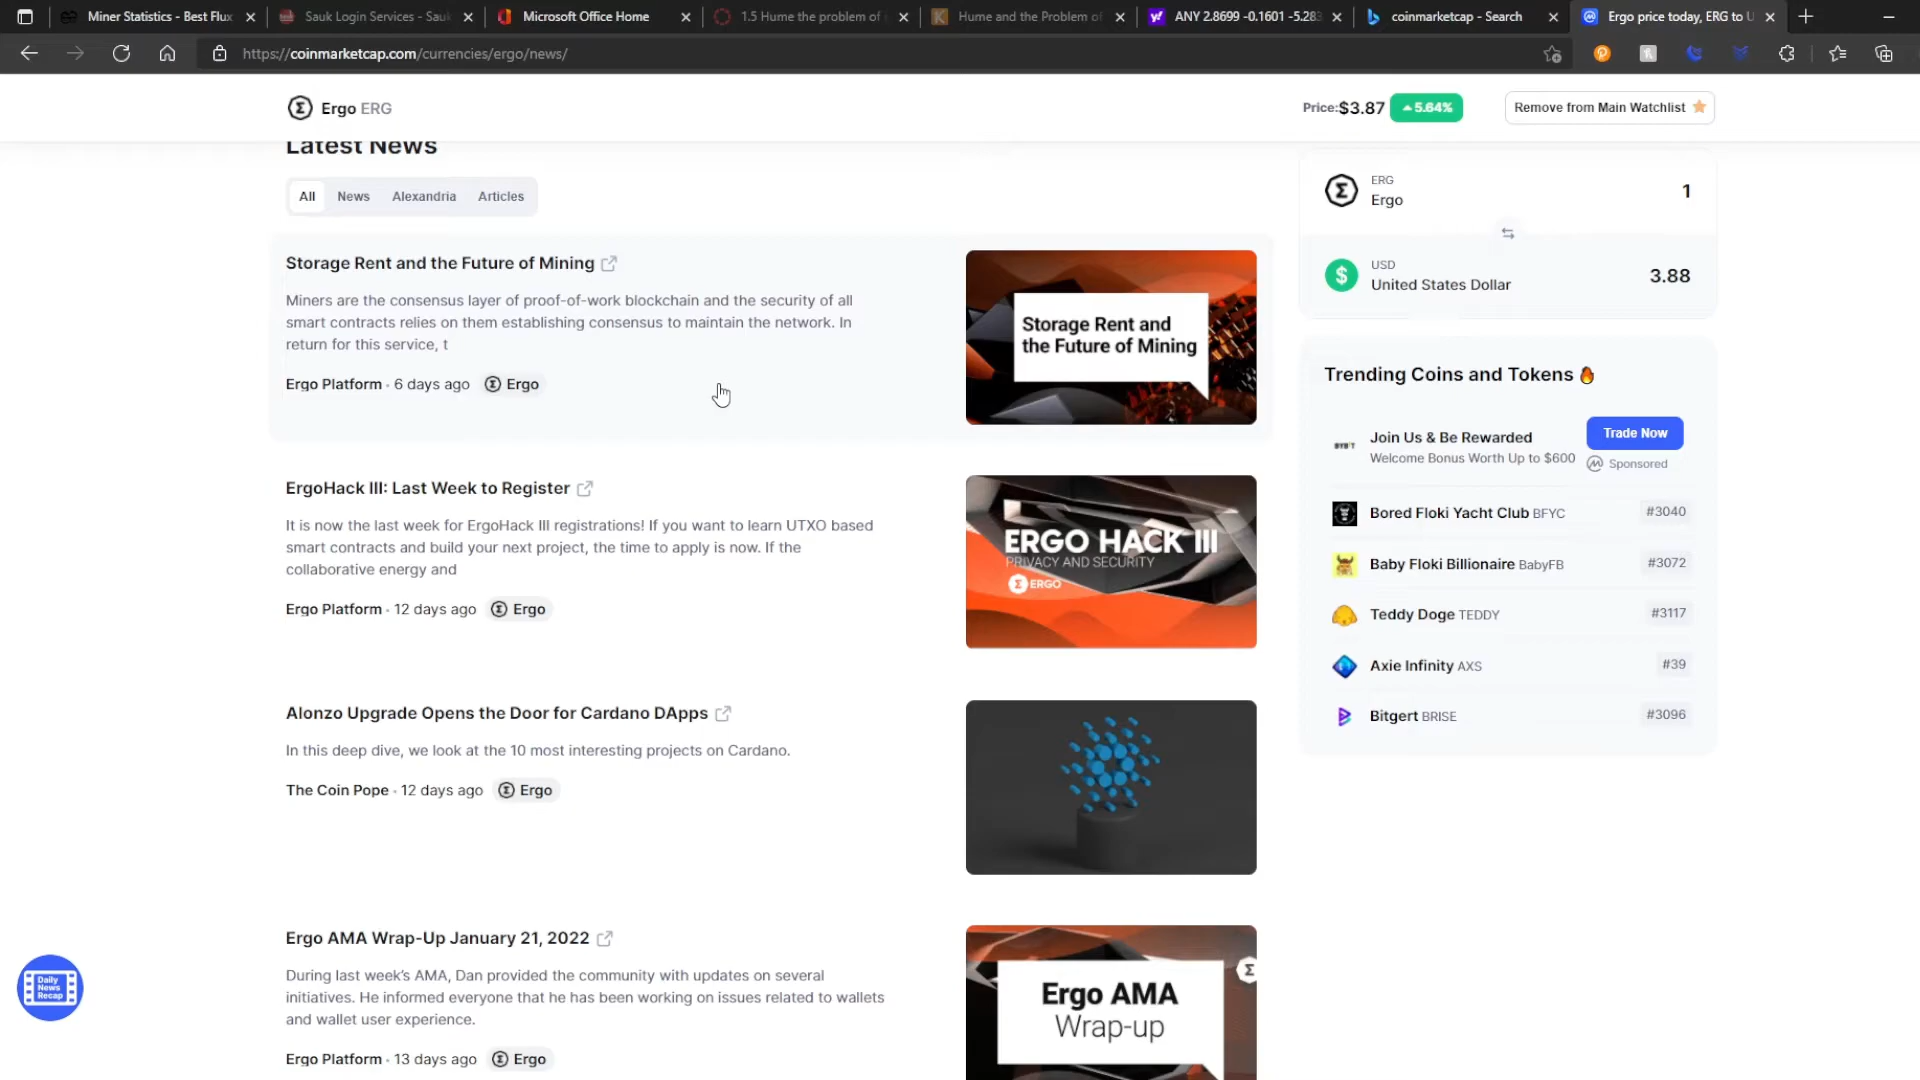 Miner Statistics - Best Flux
Sauk Login Services - Sauk
Microsoft Office Home
1.5 Hume the problem of
Hume and the Problem of
ANY 2.8699 -0.1601 -5.283
coinmarketcap - Search
Ergo price today, ERG to U
https://coinmarketcap.com/currencies/ergo/news/
Ergo ERG
Price:$3.87
5.64%
Remove from Main Watchlist
Latest News
All
News
Alexandria
Articles
Storage Rent and the Future of Mining
Miners are the consensus layer of proof-of-work blockchain and the security of all
smart contracts relies on them establishing consensus to maintain the network. In
return for this service, t
Ergo Platform · 6 days ago
Ergo
Storage Rent and
the Future of Mining
ErgoHack III: Last Week to Register
It is now the last week for ErgoHack III registrations! If you want to learn UTXO based
smart contracts and build your next project, the time to apply is now. If the
collaborative energy and
Ergo Platform · 12 days ago
Ergo
ERGO HACK III
PRIVACY AND SECURITY
ERGO
Alonzo Upgrade Opens the Door for Cardano DApps
In this deep dive, we look at the 10 most interesting projects on Cardano.
The Coin Pope · 12 days ago
Ergo
Ergo AMA Wrap-Up January 21, 2022
During last week's AMA, Dan provided the community with updates on several
initiatives. He informed everyone that he has been working on issues related to wallets
and wallet user experience.
Ergo Platform · 13 days ago
Ergo
Ergo AMA
Wrap-up
Daily
News
Recap
ERG
Ergo
1
USD
United States Dollar
3.88
Trending Coins and Tokens
BYBIT
Join Us & Be Rewarded
Welcome Bonus Worth Up to $600
Trade Now
Sponsored
Bored Floki Yacht Club BFYC
#3040
Baby Floki Billionaire BabyFB
#3072
Teddy Doge TEDDY
#3117
Axie Infinity AXS
#39
Bitgert BRISE
#3096